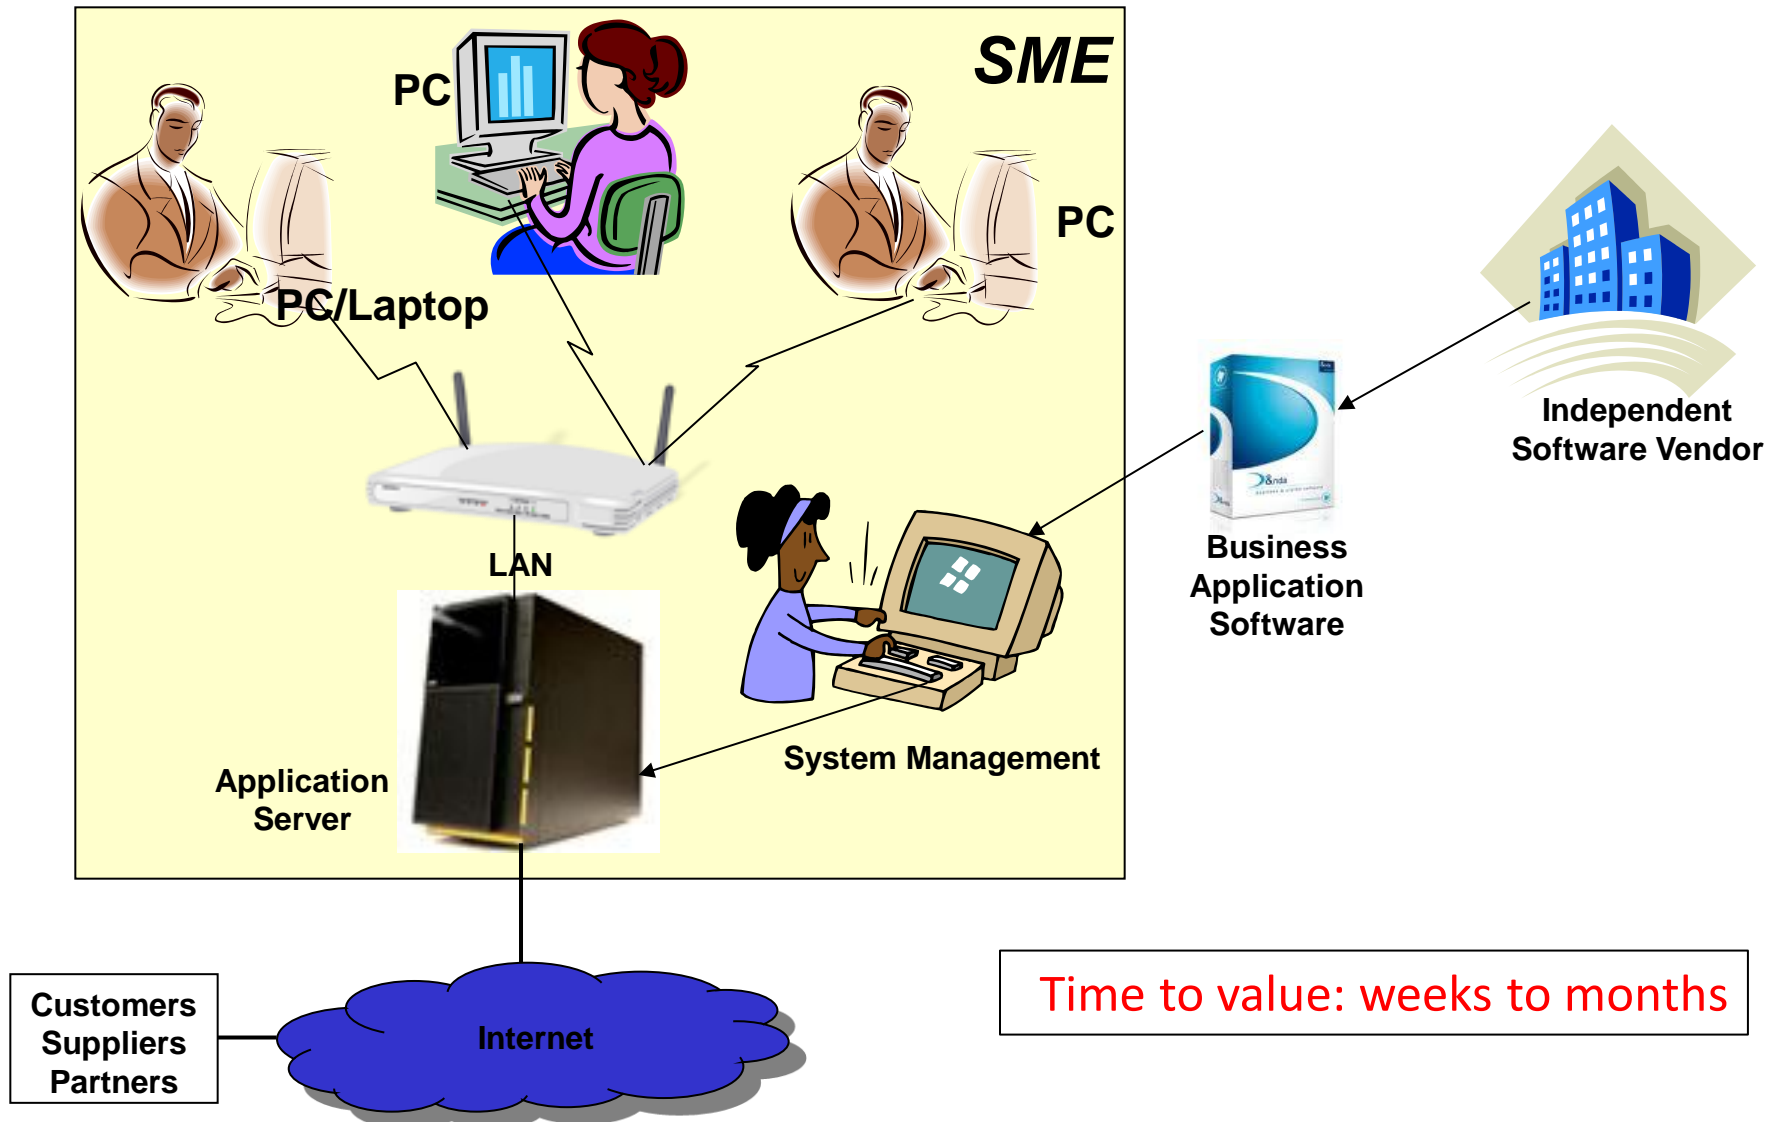 SME
PC
PC
PC/Laptop
LAN
Application
Server
System Management
Business
Application
Software
Independent
Software Vendor
Customers
Suppliers
Partners
Internet
Time to value: weeks to months